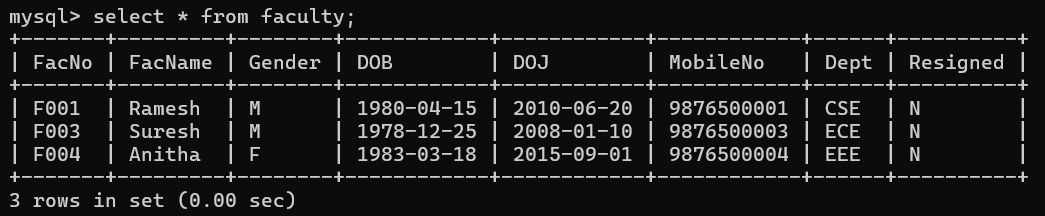 mysql> select * from faculty;
+-------+---------+--------+------------+------------+------------+------+----------+
| FacNo | FacName | Gender | DOB        | DOJ        | MobileNo   | Dept | Resigned |
+-------+---------+--------+------------+------------+------------+------+----------+
| F001  | Ramesh  | M      | 1980-04-15 | 2010-06-20 | 9876500001 | CSE  | N        |
| F003  | Suresh  | M      | 1978-12-25 | 2008-01-10 | 9876500003 | ECE  | N        |
| F004  | Anitha  | F      | 1983-03-18 | 2015-09-01 | 9876500004 | EEE  | N        |
+-------+---------+--------+------------+------------+------------+------+----------+
3 rows in set (0.00 sec)